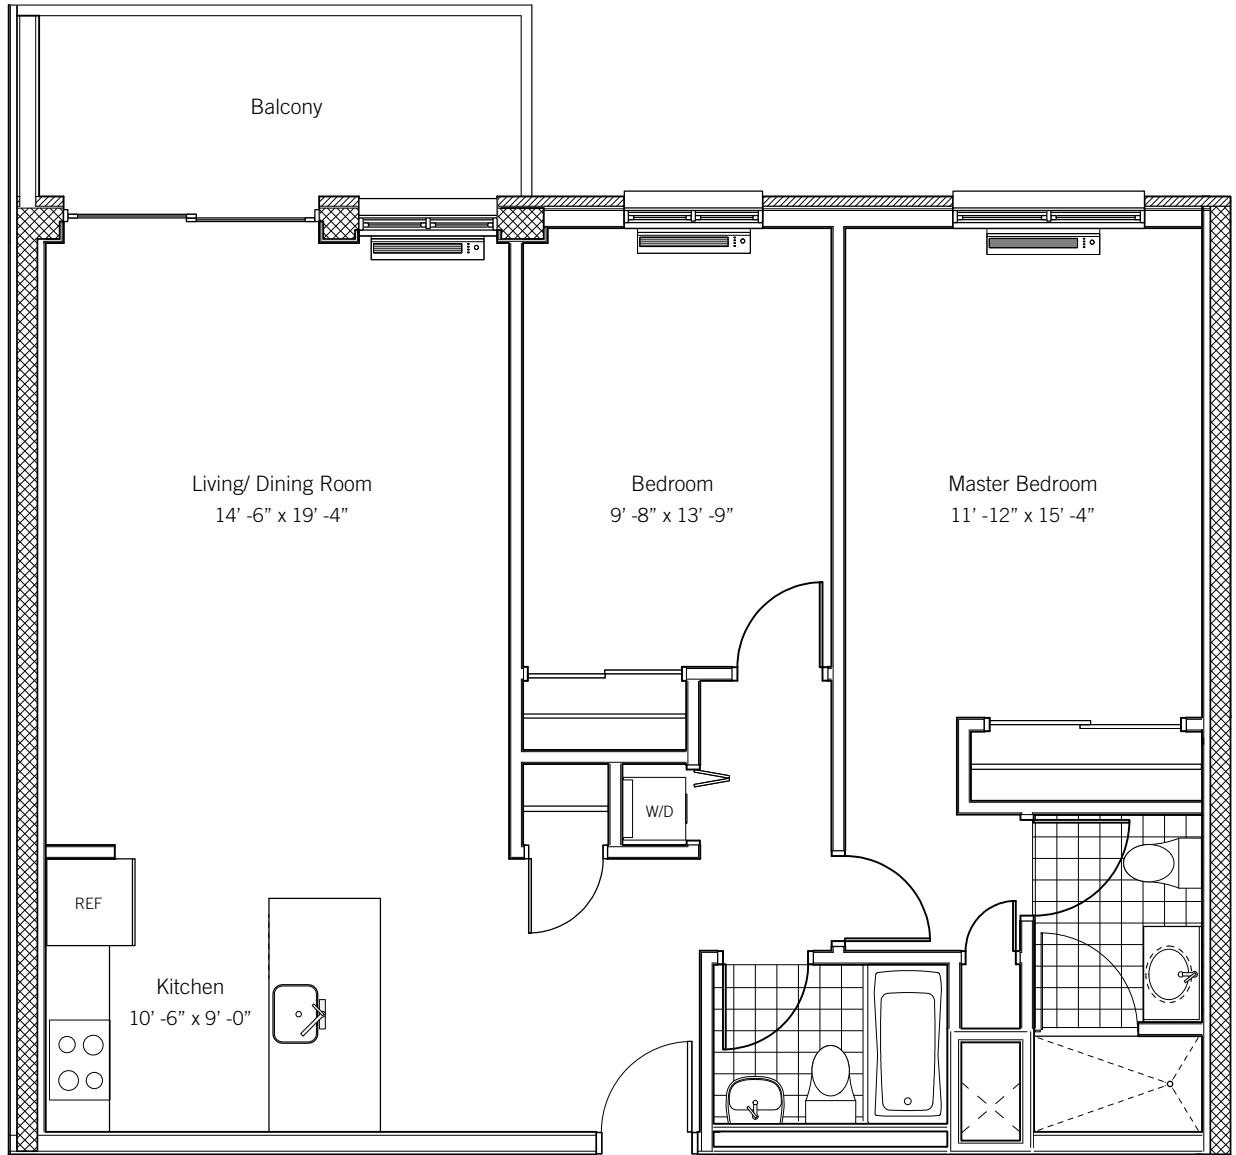 Balcony
Living/ Dining Room
14’ -6” x 19’ -4”
Bedroom
9’ -8” x 13’ -9”
Master Bedroom
11’ -12” x 15’ -4”
W/D
REF
Kitchen
10’ -6” x 9’ -0”